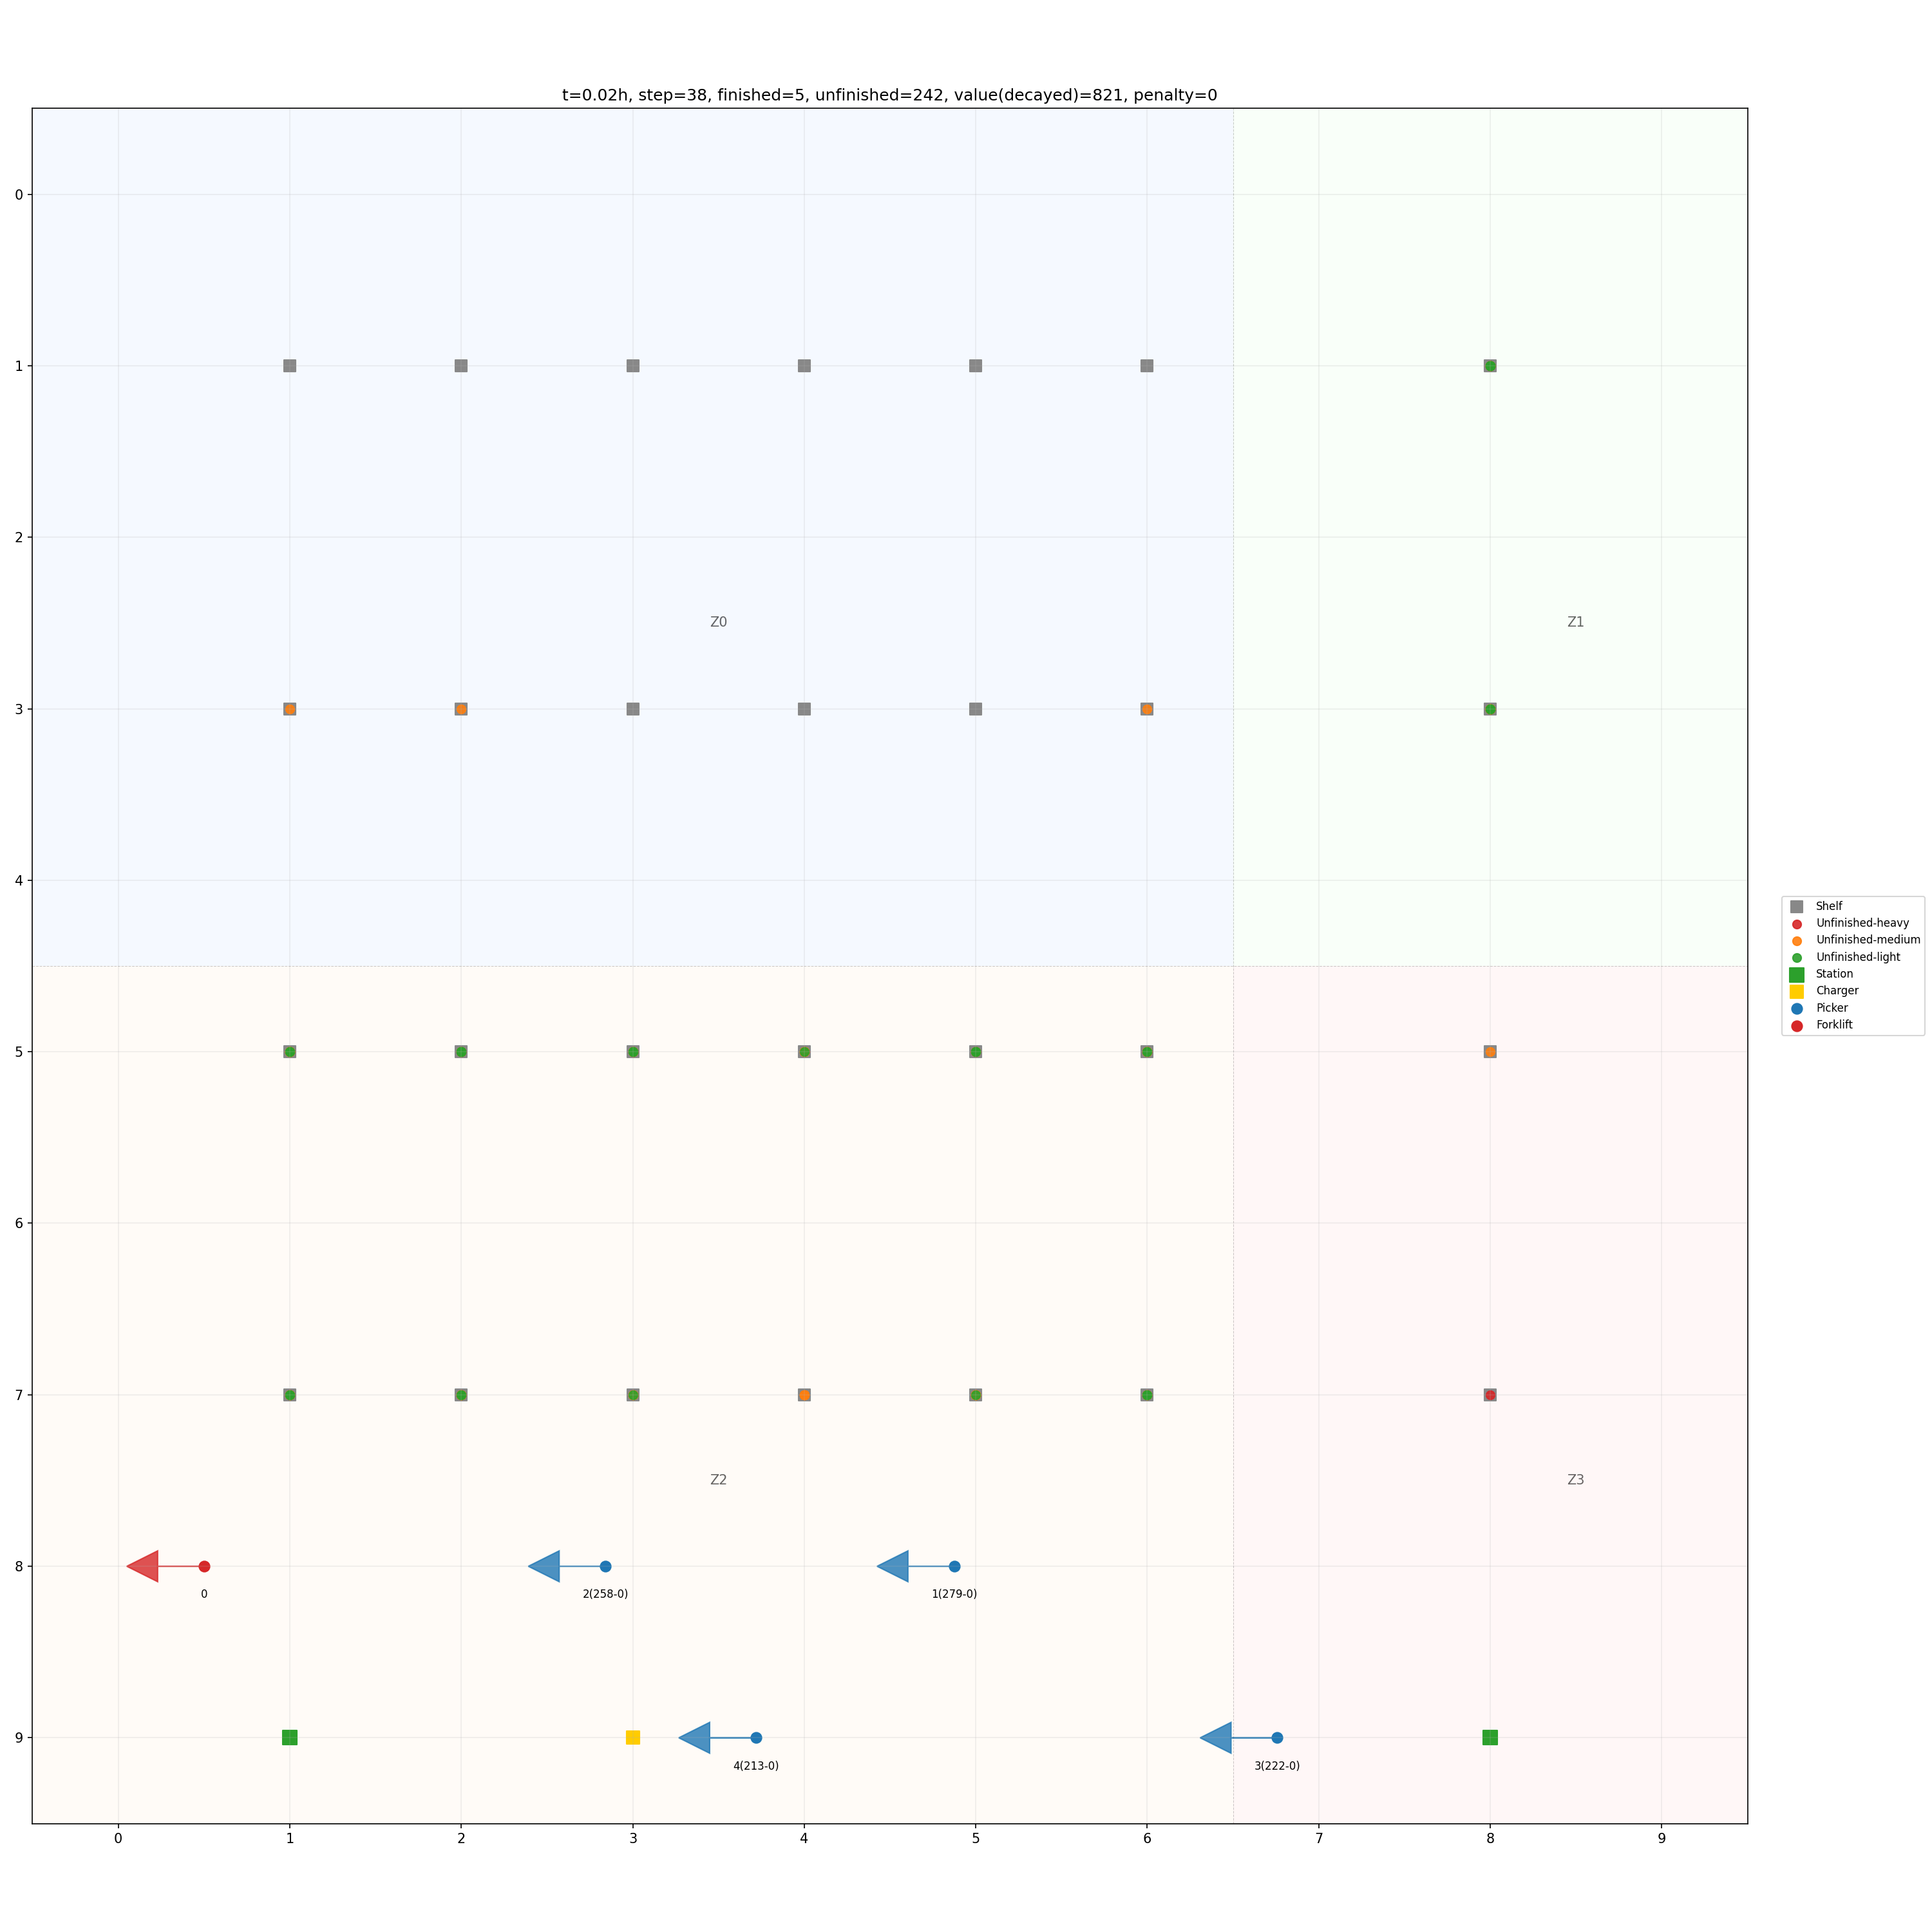 t=0.02h, step=38, finished=5, unfinished=242, value(decayed)=821, penalty=0
0
1
2
Z0
Z1
3
4
Shelf
Unfinished-heavy
Unfinished-medium
Unfinished-light
Station
Charger
Picker
Forklift
5
6
7
Z2
Z3
8
0
2(258-0)
1(279-0)
9
4(213-0)
3(222-0)
0 1 2 3 4 5 6 7 8 9